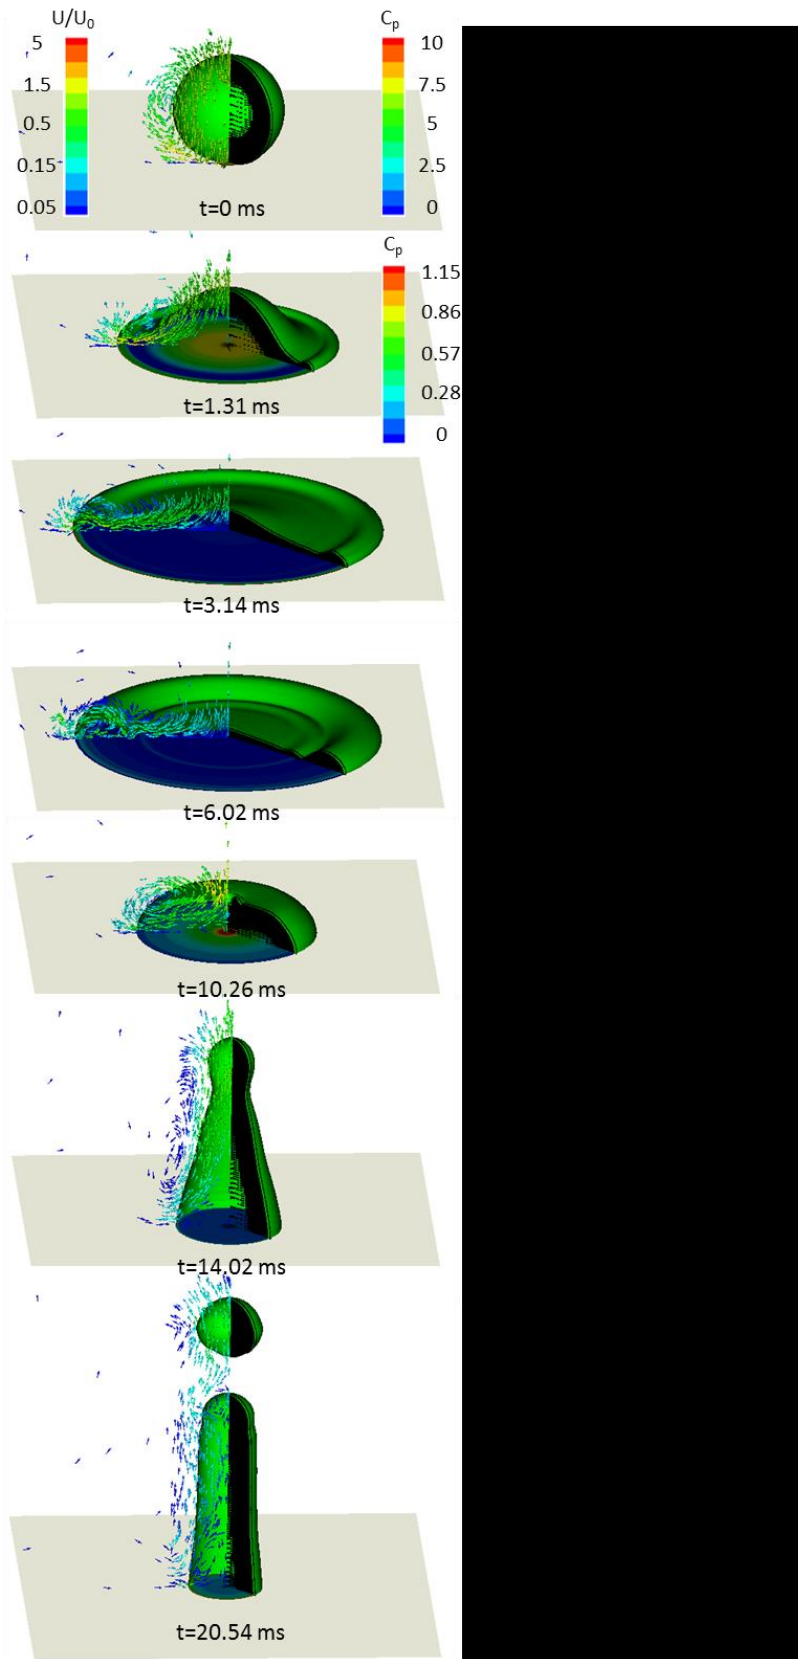 U/U₀ Cₚ
5 10
1.5 7.5
0.5 5
0.15 2.5
0.05 0
t=0 ms
Cₚ
1.15
0.86
0.57
0.28
0
t=1.31 ms
t=3.14 ms
t=6.02 ms
t=10.26 ms
t=14.02 ms
t=20.54 ms